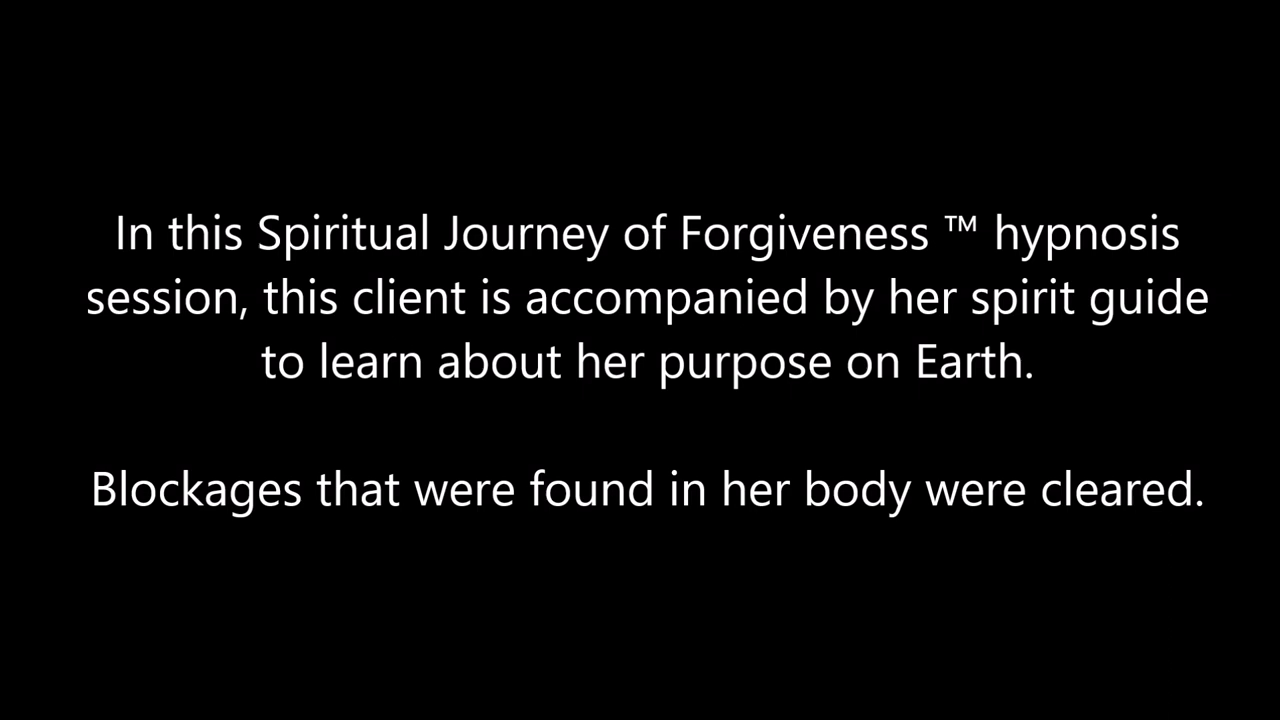 In this Spiritual Journey of Forgiveness ™ hypnosis
session, this client is accompanied by her spirit guide
to learn about her purpose on Earth.
Blockages that were found in her body were cleared.